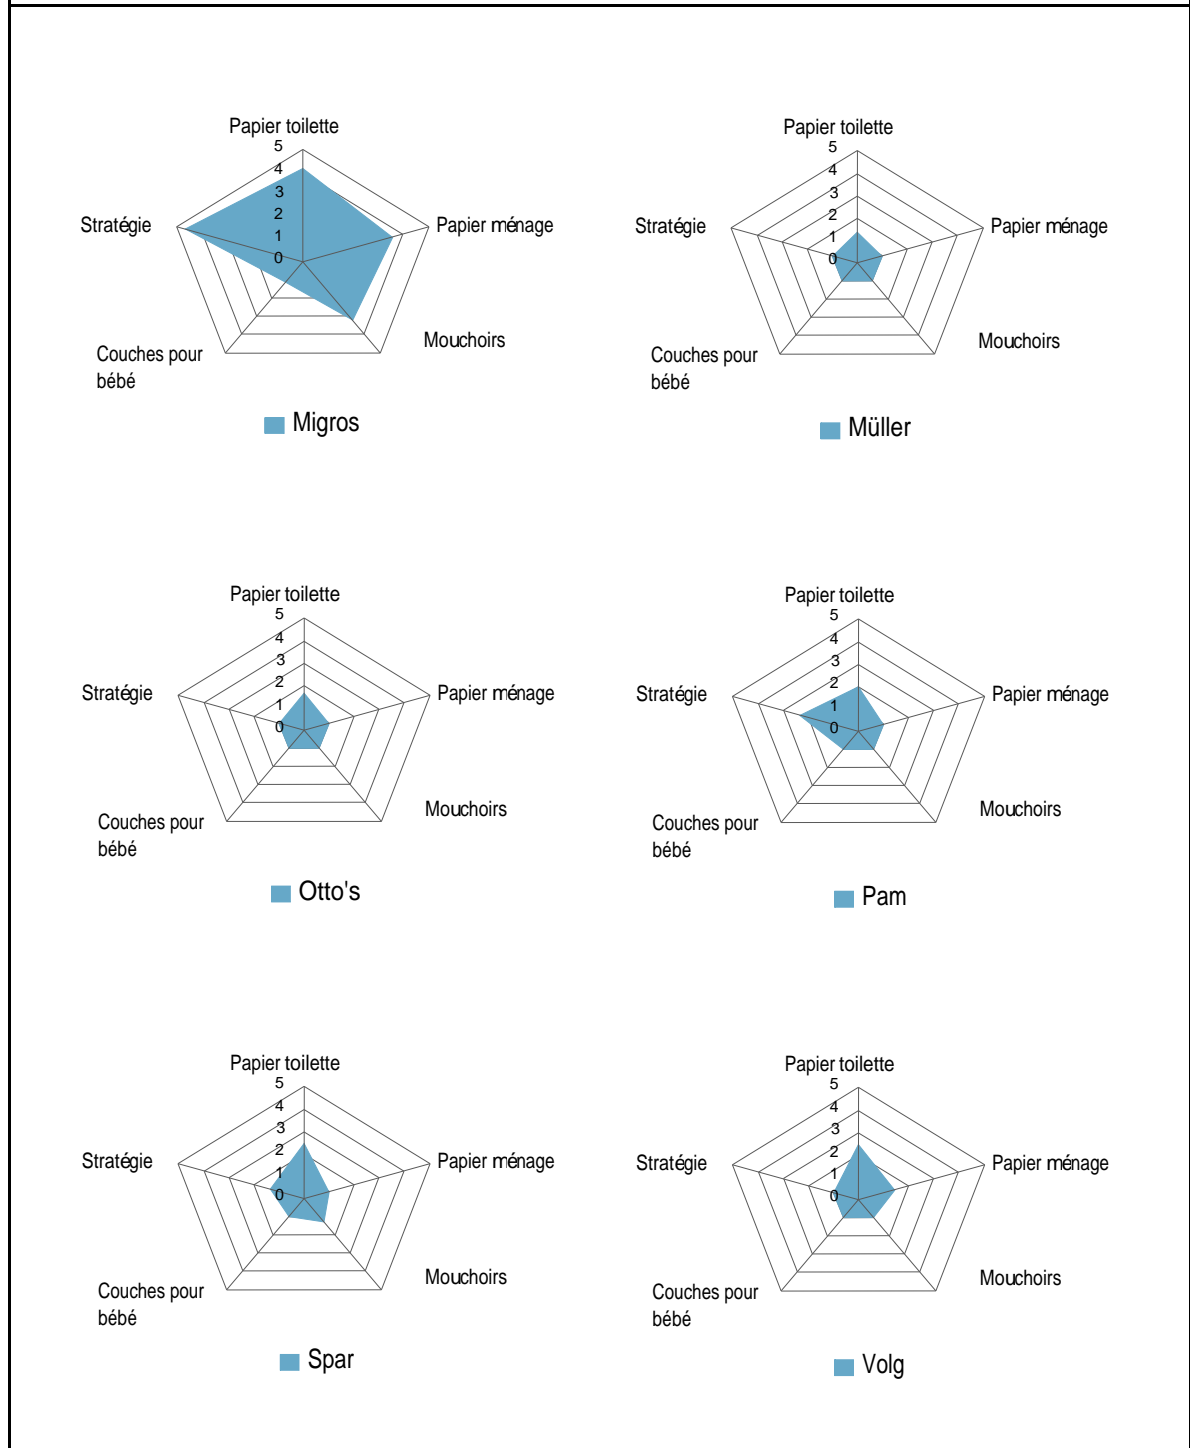 Papier toilette
5
4
3
2
1
0
Stratégie
Papier ménage
Mouchoirs
Couches pour
bébé
Migros
Papier toilette
5
4
3
2
1
0
Stratégie
Papier ménage
Mouchoirs
Couches pour
bébé
Müller
Papier toilette
5
4
3
2
1
0
Stratégie
Papier ménage
Mouchoirs
Couches pour
bébé
Otto's
Papier toilette
5
4
3
2
1
0
Stratégie
Papier ménage
Mouchoirs
Couches pour
bébé
Pam
Papier toilette
5
4
3
2
1
0
Stratégie
Papier ménage
Mouchoirs
Couches pour
bébé
Spar
Papier toilette
5
4
3
2
1
0
Stratégie
Papier ménage
Mouchoirs
Couches pour
bébé
Volg